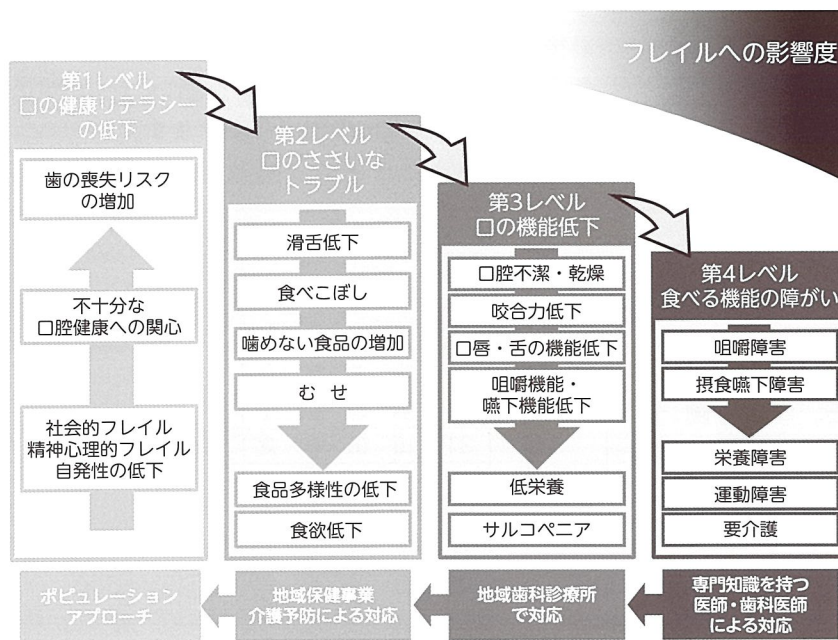 フレイルへの影響度
第1レベル
口の健康リテラシー
の低下
歯の喪失リスク
の増加
不十分な
口腔健康への関心
社会的フレイル
精神心理的フレイル
自発性の低下
第2レベル
口のささいな
トラブル
滑舌低下
食べこぼし
噛めない食品の増加
むせ
食品多様性の低下
食欲低下
第3レベル
口の機能低下
口腔不潔・乾燥
咬合力低下
口唇・舌の機能低下
咀嚼機能・
嚥下機能低下
低栄養
サルコペニア
第4レベル
食べる機能の障がい
咀嚼障害
摂食嚥下障害
栄養障害
運動障害
要介護
ポピュレーション
アプローチ
地域保健事業
介護予防による対応
地域歯科診療所
で対応
専門知識を持つ
医師・歯科医師
による対応